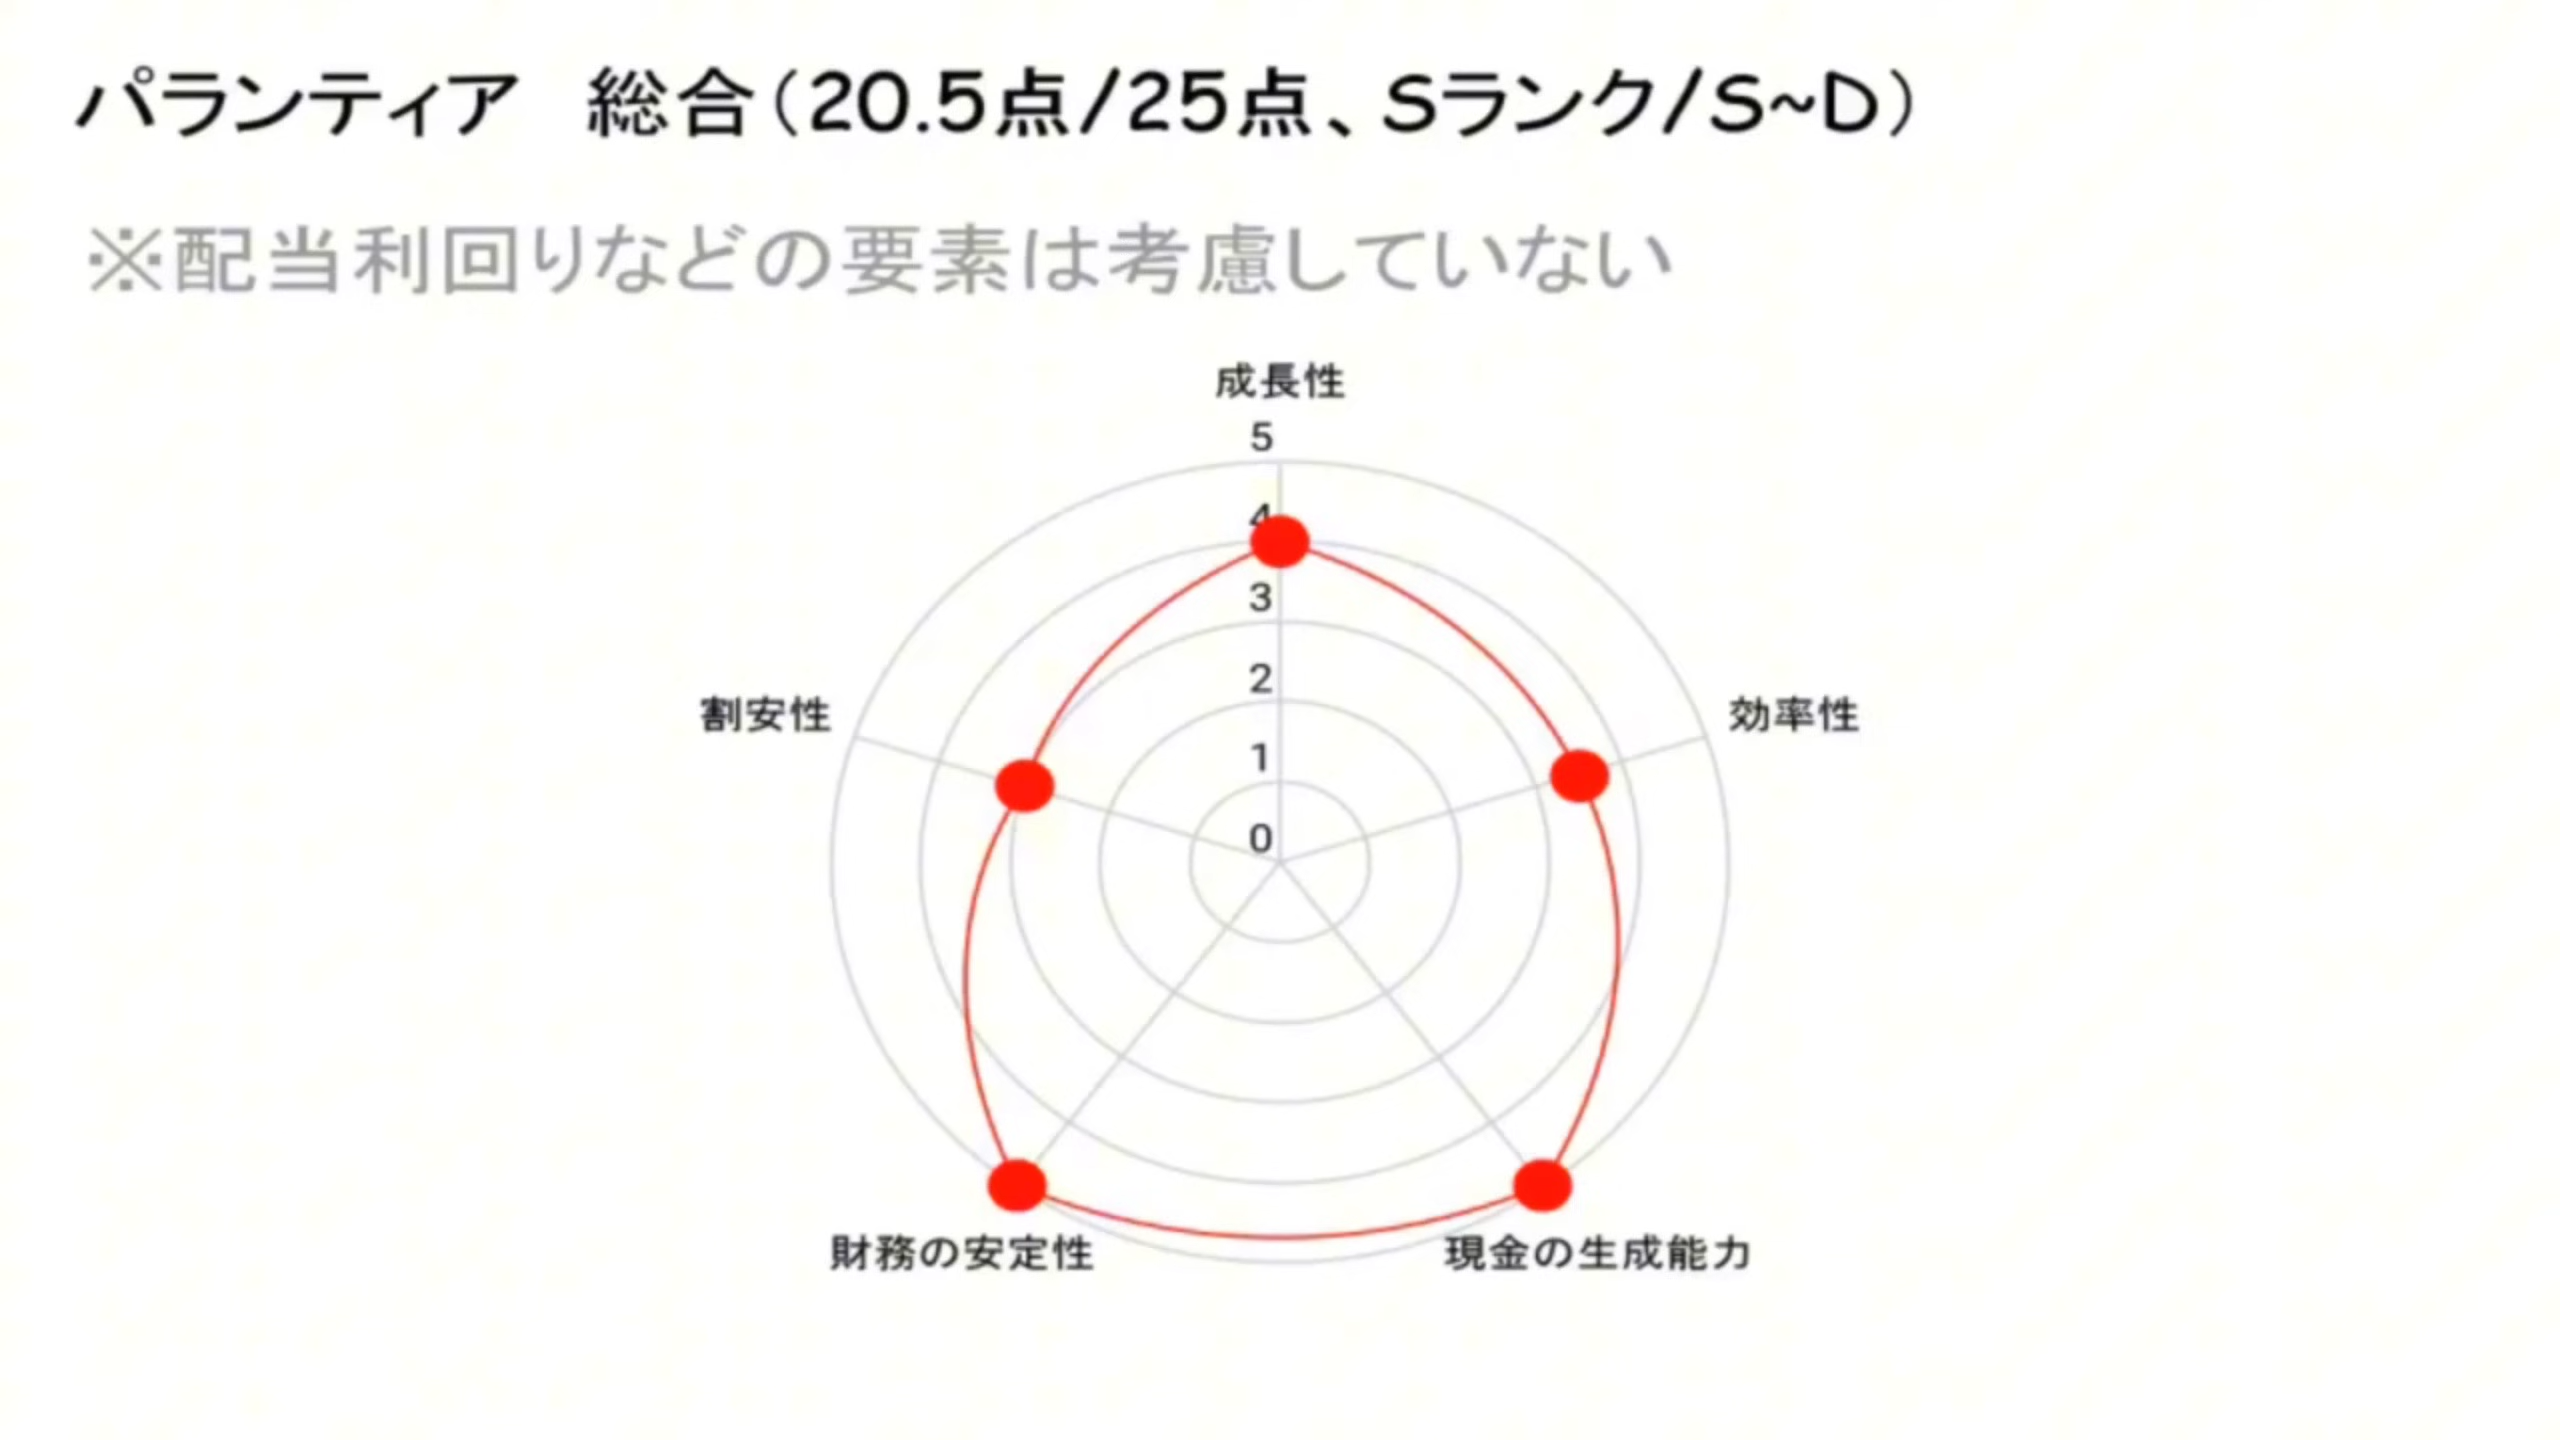 パランティア　総合（20.5点/25点、Sランク/S~D）
※配当利回りなどの要素は考慮していない
成長性
5
4
3
2
1
0
割安性
効率性
財務の安定性
現金の生成能力